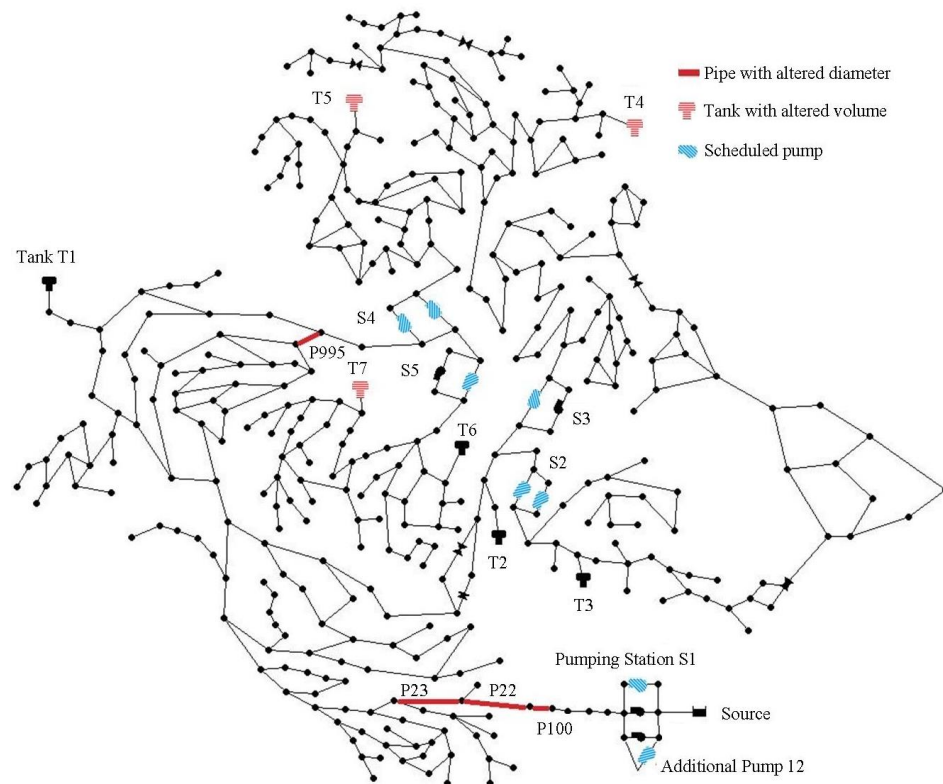 T5
T4
Pipe with altered diameter
Tank with altered volume
Scheduled pump
Tank T1
S4
P995
T7
S5
S3
T6
S2
T2
T3
Pumping Station S1
P23
P22
P100
Source
Additional Pump 12